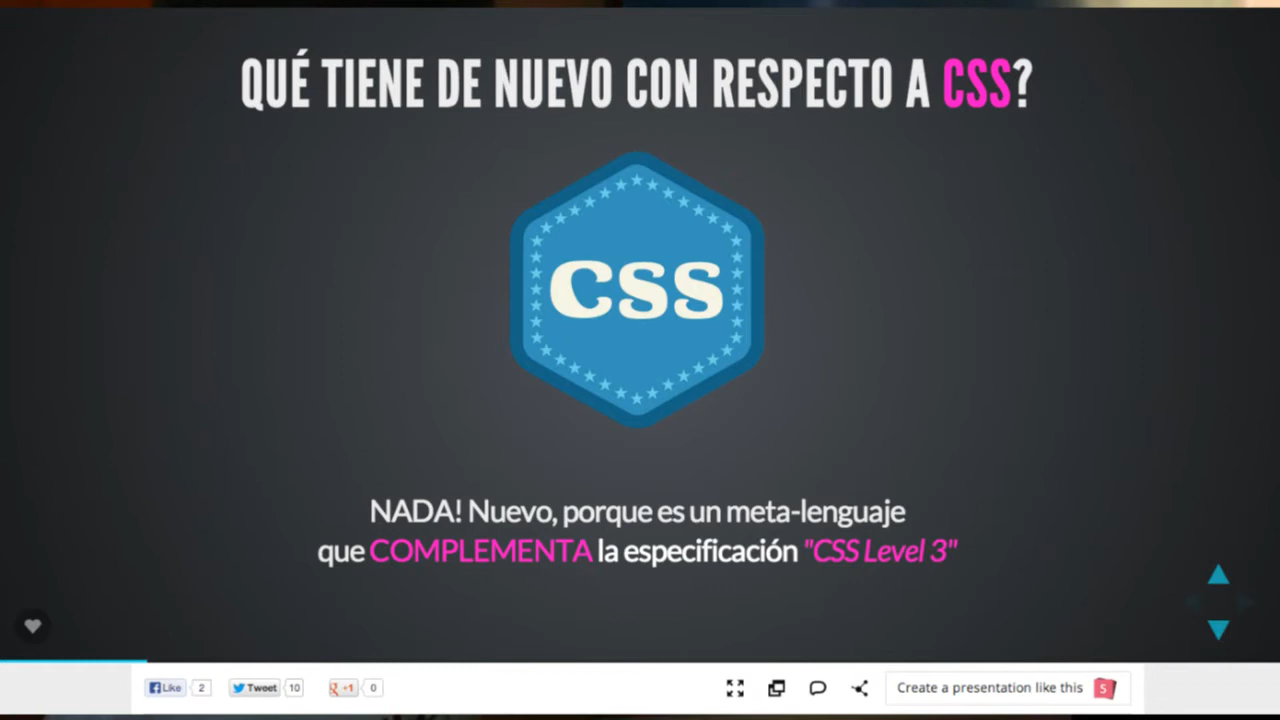 QUÉ TIENE DE NUEVO CON RESPECTO A CSS?
CSS
NADA! Nuevo, porque es un meta-lenguaje
que COMPLEMENTA la especificación "CSS Level 3"
Like 2 Tweet 10 +1 0 Create a presentation like this S